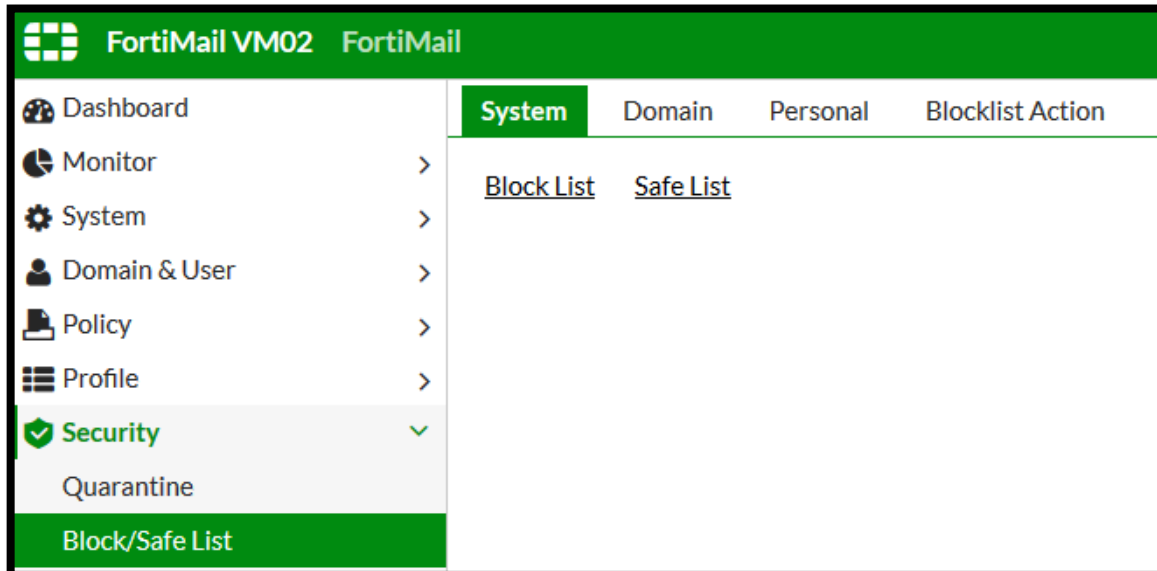 FortiMail VM02 FortiMail
Dashboard
Monitor
System
Domain & User
Policy
Profile
Security
Quarantine
Block/Safe List
System Domain Personal Blocklist Action
Block List Safe List